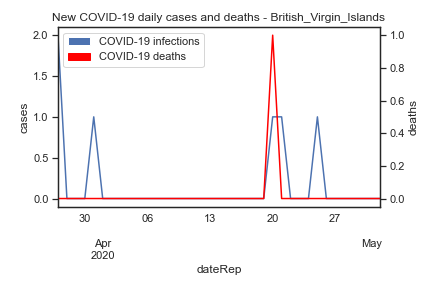 New COVID-19 daily cases and deaths - British_Virgin_Islands
COVID-19 infections
COVID-19 deaths
2.0
1.5
1.0
0.5
0.0
cases
1.0
0.8
0.6
0.4
0.2
0.0
deaths
30 06 13 20 27
Apr May
2020
dateRep